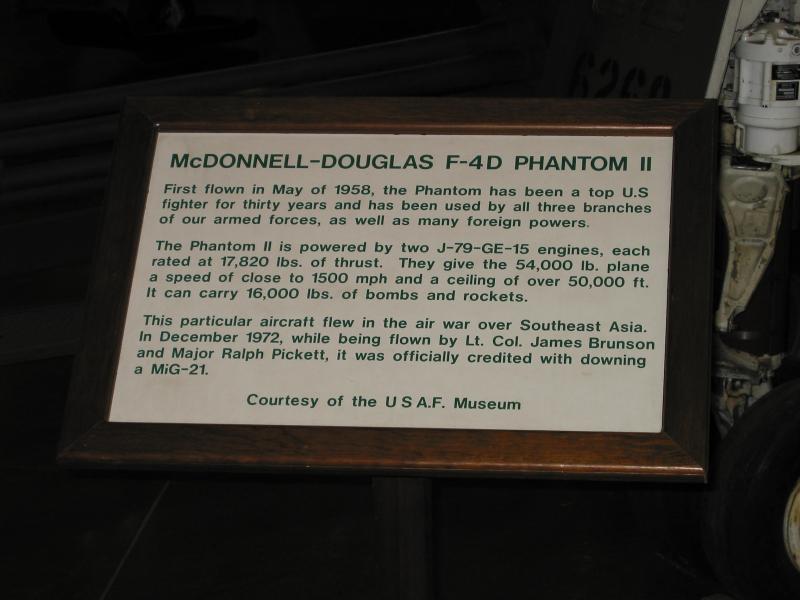 6260
McDONNELL-DOUGLAS F-4D PHANTOM II
First flown in May of 1958, the Phantom has been a top U.S
fighter for thirty years and has been used by all three branches
of our armed forces, as well as many foreign powers.
The Phantom II is powered by two J-79-GE-15 engines, each
rated at 17,820 lbs. of thrust. They give the 54,000 lb. plane
a speed of close to 1500 mph and a ceiling of over 50,000 ft.
It can carry 16,000 lbs. of bombs and rockets.
This particular aircraft flew in the air war over Southeast Asia.
In December 1972, while being flown by Lt. Col. James Brunson
and Major Ralph Pickett, it was officially credited with downing
a MiG-21.
Courtesy of the U S A.F. Museum